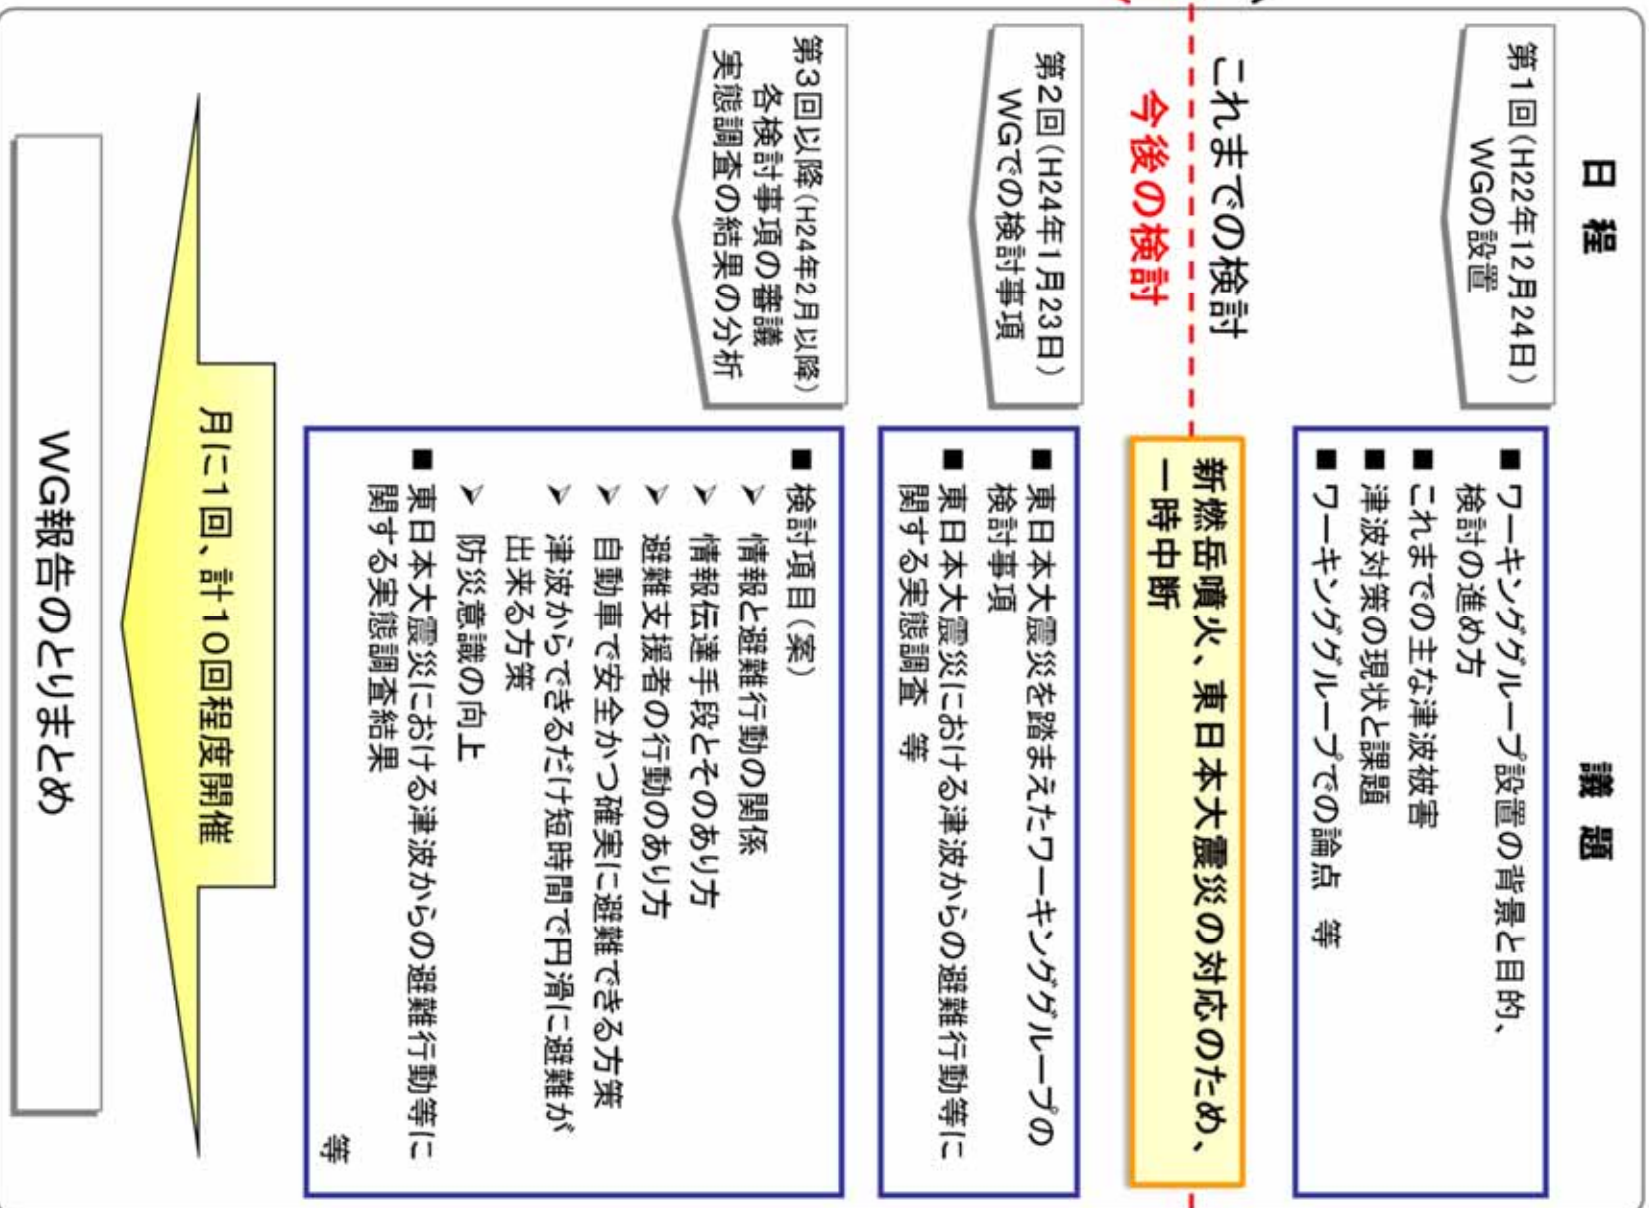 日 程
議 題
第1回(H22年12月24日)
WGの設置
■ ワーキンググループ設置の背景と目的、
検討の進め方
■ これまでの主な津波被害
■ 津波対策の現状と課題
■ ワーキンググループでの論点 等
これまでの検討
今後の検討
新燃岳噴火、東日本大震災の対応のため、
一時中断
第2回(H24年1月23日)
WGでの検討事項
■ 東日本大震災を踏まえたワーキンググループの
検討事項
■ 東日本大震災における津波からの避難行動等に
関する実態調査 等
第3回以降(H24年2月以降)
各検討事項の審議
実態調査の結果の分析
■ 検討項目(案)
➢ 情報と避難行動の関係
➢ 情報伝達手段とそのあり方
➢ 避難支援者の行動のあり方
➢ 自動車で安全かつ確実に避難できる方策
➢ 津波からできるだけ短時間で円滑に避難が
出来る方策
➢ 防災意識の向上
■ 東日本大震災における津波からの避難行動等に
関する実態調査結果
等
月に1回、計10回程度開催
WG報告のとりまとめ